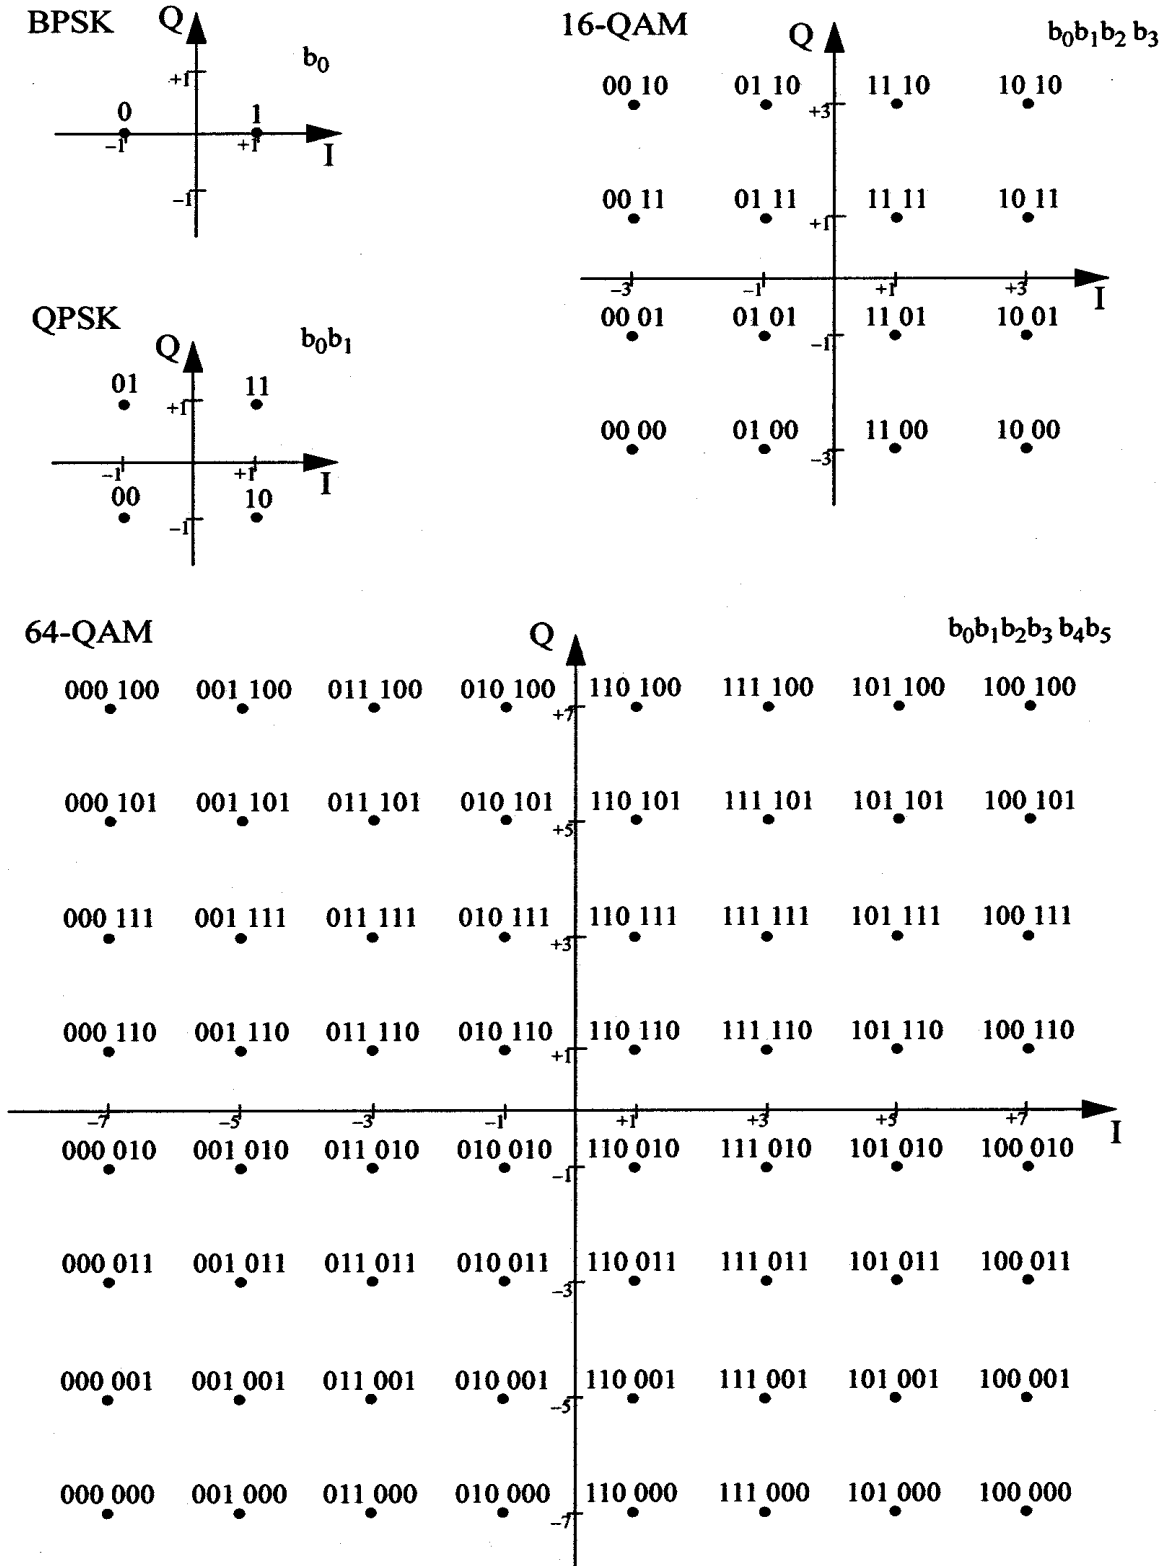 BPSK
Q
b0
+1
0 1
–1 +1
I
–1
QPSK
Q
b0b1
01 11
+1
–1 +1
I
00 10
–1
16-QAM
Q
b0b1b2 b3
00 10 01 10 11 10 10 10
+3
00 11 01 11 11 11 10 11
+1
–3 –1 +1 +3
I
00 01 01 01 11 01 10 01
–1
00 00 01 00 11 00 10 00
–3
64-QAM
Q
b0b1b2b3 b4b5
000 100 001 100 011 100 010 100 110 100 111 100 101 100 100 100
+7
000 101 001 101 011 101 010 101 110 101 111 101 101 101 100 101
+5
000 111 001 111 011 111 010 111 110 111 111 111 101 111 100 111
+3
000 110 001 110 011 110 010 110 110 110 111 110 101 110 100 110
+1
–7 –5 –3 –1 +1 +3 +5 +7
I
000 010 001 010 011 010 010 010 110 010 111 010 101 010 100 010
–1
000 011 001 011 011 011 010 011 110 011 111 011 101 011 100 011
–3
000 001 001 001 011 001 010 001 110 001 111 001 101 001 100 001
–5
000 000 001 000 011 000 010 000 110 000 111 000 101 000 100 000
–7